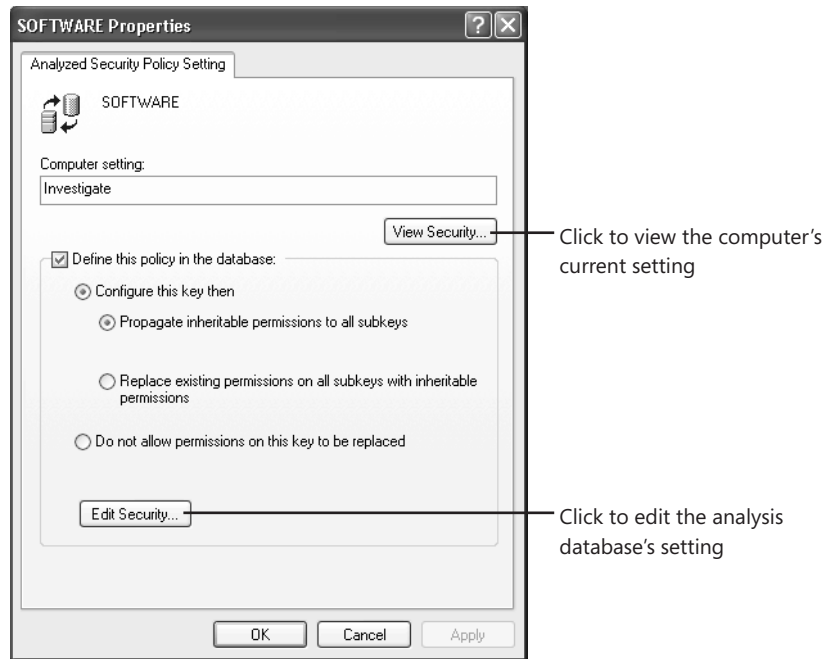 SOFTWARE Properties
Analyzed Security Policy Setting
SOFTWARE
Computer setting:
Investigate
View Security...
Click to view the computer's
current setting
Define this policy in the database:
Configure this key then
Propagate inheritable permissions to all subkeys
Replace existing permissions on all subkeys with inheritable
permissions
Do not allow permissions on this key to be replaced
Edit Security...
Click to edit the analysis
database's setting
OK
Cancel
Apply